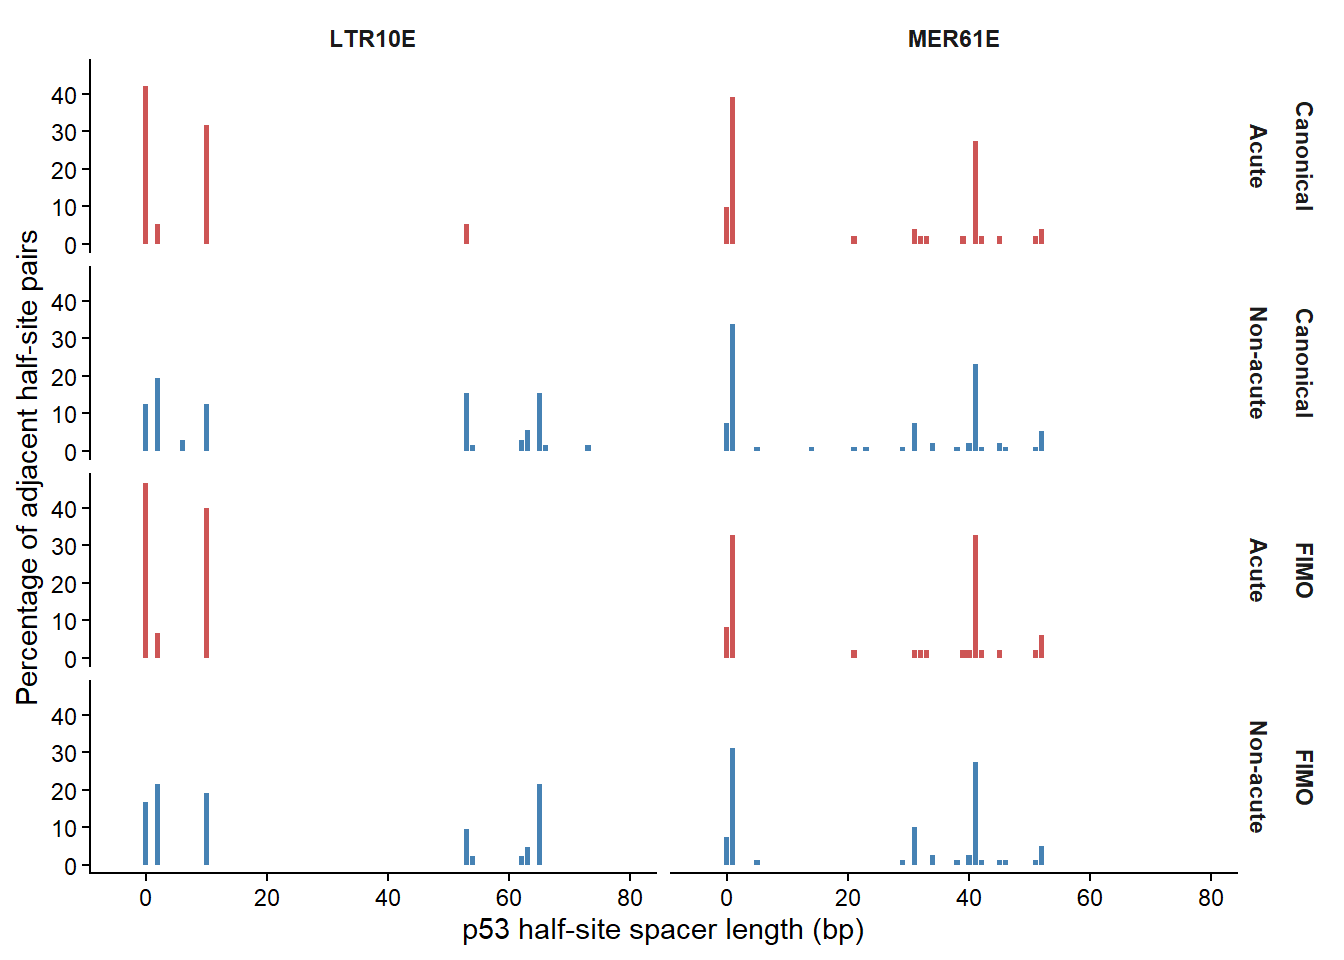 LTR10E MER61E
40
30
20
10
0
Canonical
Acute
40
30
20
10
0
Canonical
Non-acute
40
30
20
10
0
FIMO
Acute
40
30
20
10
0
FIMO
Non-acute
Percentage of adjacent half-site pairs
0 20 40 60 80 0 20 40 60 80
p53 half-site spacer length (bp)